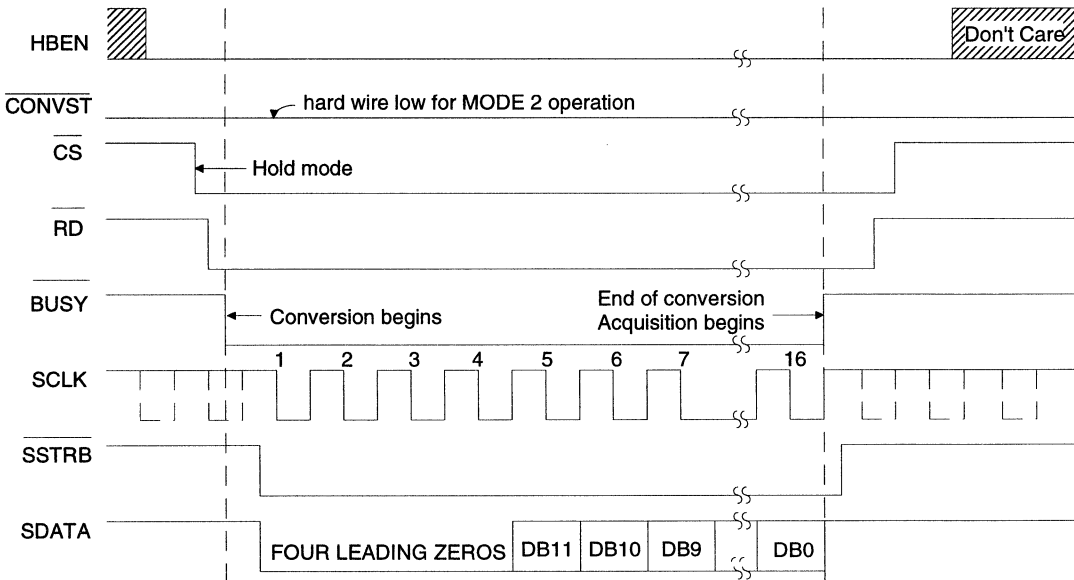 HBEN
Don't Care
CONVST
hard wire low for MODE 2 operation
CS
Hold mode
RD
BUSY
Conversion begins
End of conversion
Acquisition begins
1 2 3 4 5 6 7 16
SCLK
SSTRB
SDATA
FOUR LEADING ZEROS DB11 DB10 DB9 DB0